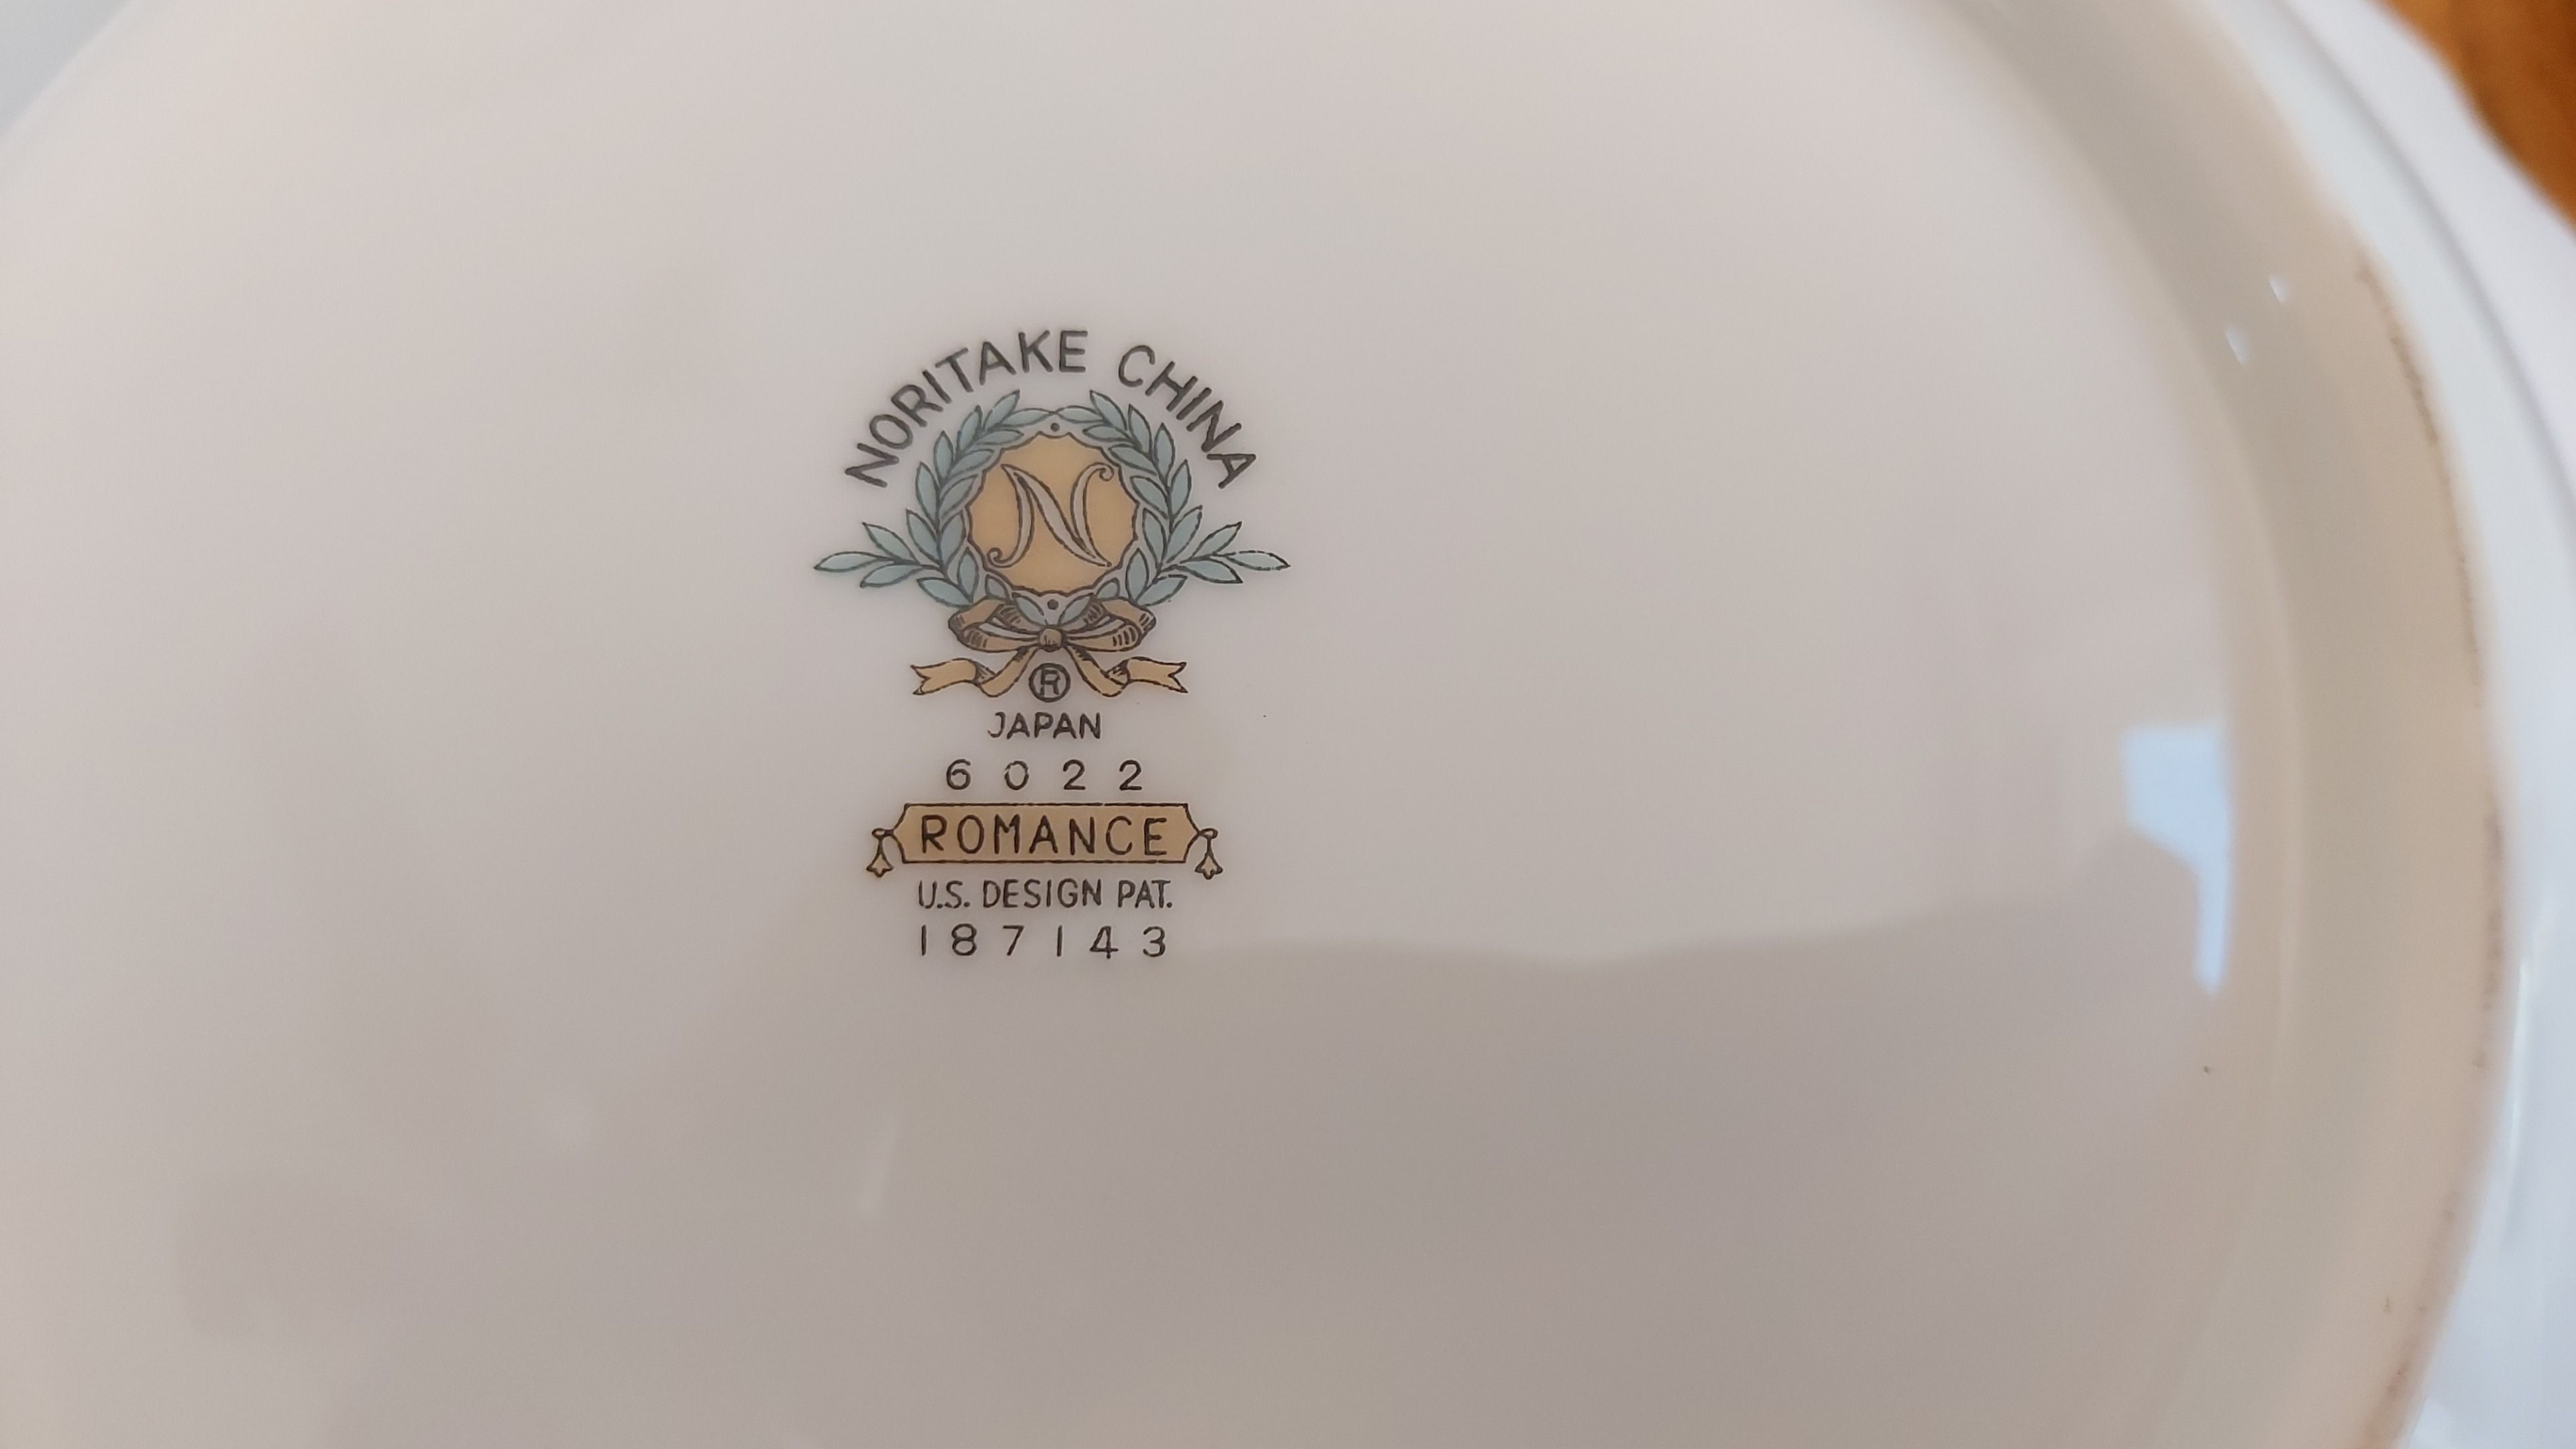 NORITAKE CHINA
N
®
JAPAN
6022
ROMANCE
U.S. DESIGN PAT.
187143